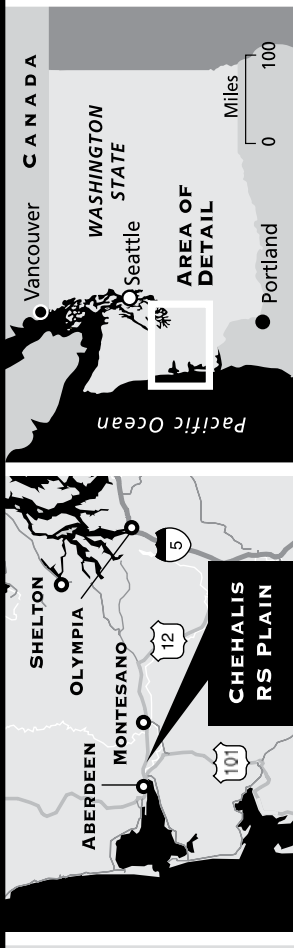 CANADA
Vancouver
WASHINGTON
STATE
Seattle
AREA OF
DETAIL
Miles
0 100
Portland
Pacific Ocean
SHELTON
OLYMPIA
5
MONTESANO
12
ABERDEEN
CHEHALIS
RS PLAIN
101